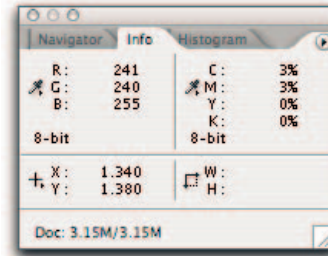 Navigator Info Histogram
R: 241 C: 3%
G: 240 M: 3%
B: 255 Y: 0%
K: 0%
8-bit 8-bit
X: 1.340 W:
Y: 1.380 H:
Doc: 3.15M/3.15M